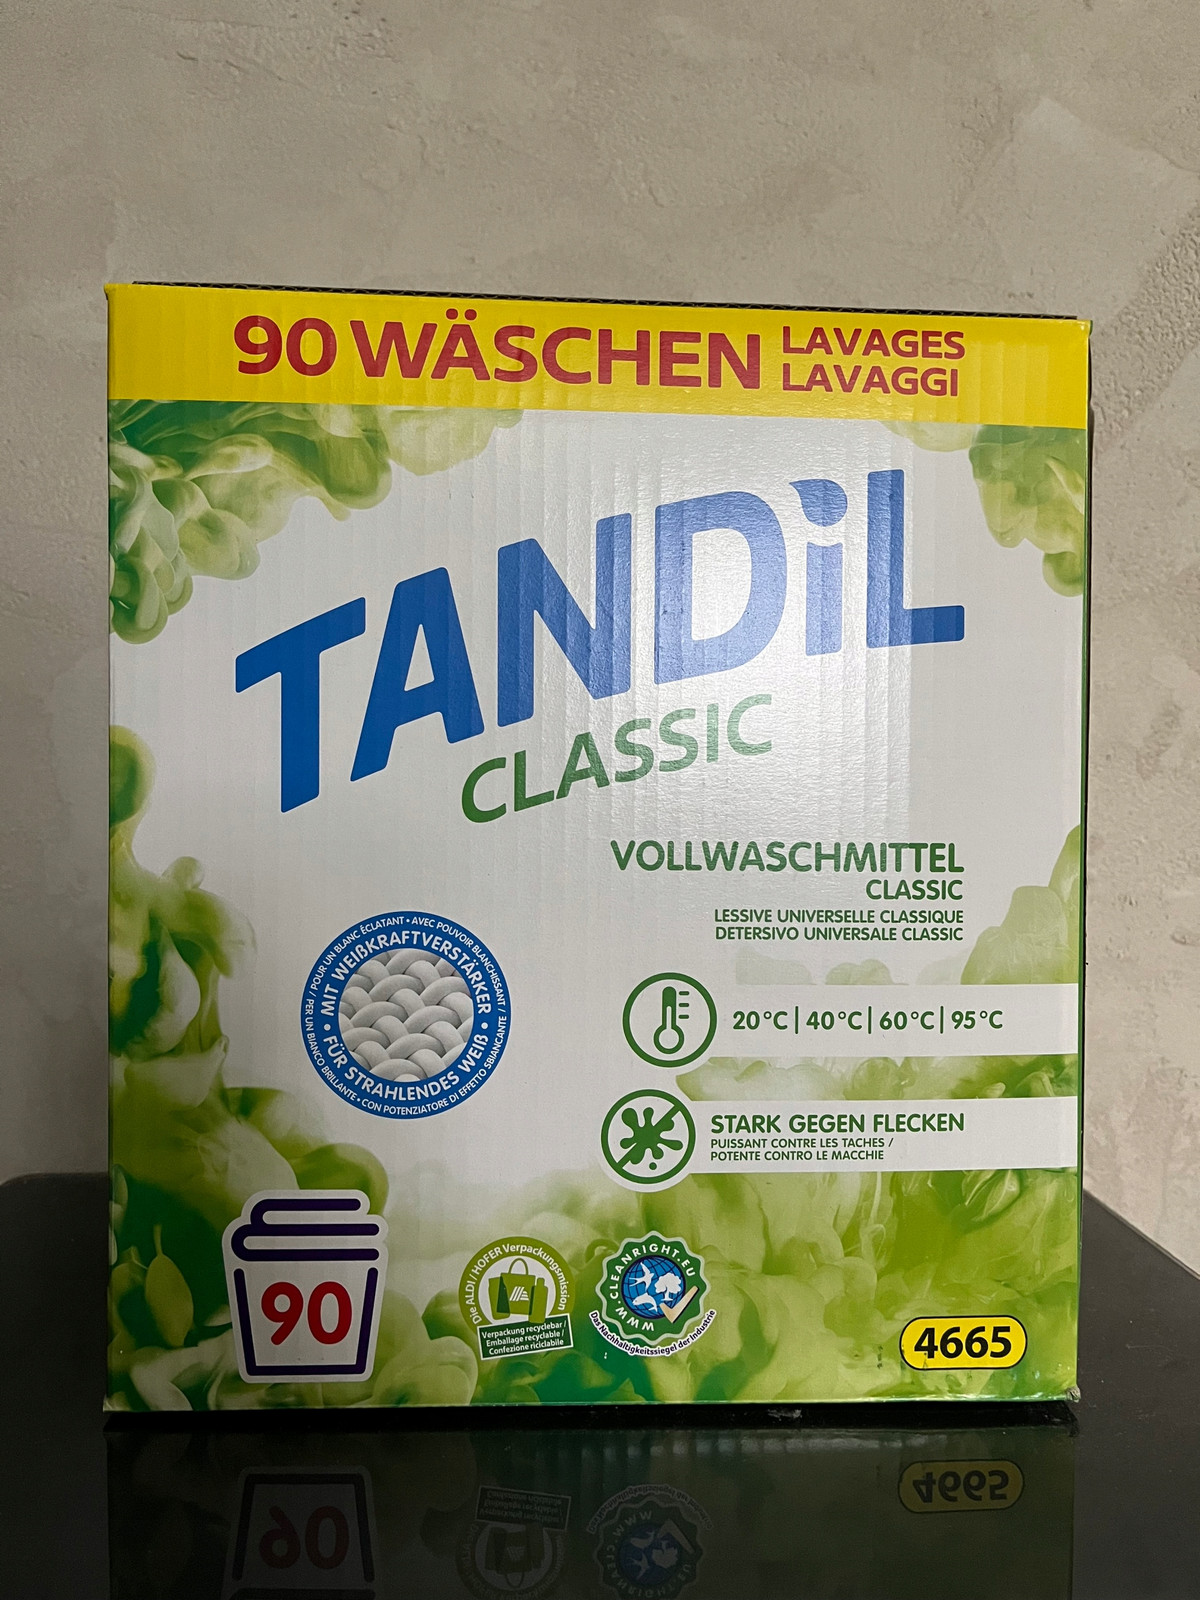 90 WÄSCHEN
LAVAGES
LAVAGGI
TANDiL
CLASSIC
VOLLWASCHMITTEL
CLASSIC
LESSIVE UNIVERSELLE CLASSIQUE
DETERSIVO UNIVERSALE CLASSIC
• MIT WEIßKRAFTVERSTÄRKER •
FÜR STRAHLENDES WEIß
/ POUR UN BLANC ÉCLATANT • AVEC POUVOIR BLANCHISSANT /
PER UN BIANCO BRILLANTE • CON POTENZIATORE DI EFFETTO SBIANCANTE
20°C | 40°C | 60°C | 95°C
STARK GEGEN FLECKEN
PUISSANT CONTRE LES TACHES /
POTENTE CONTRO LE MACCHIE
90
Die ALDI / HOFER Verpackungsmission
Verpackung recyclebar /
Emballage recyclable /
Confezione riciclabile
WWW.CLEANRIGHT.EU
Das Nachhaltigkeitssiegel der Industrie
4665